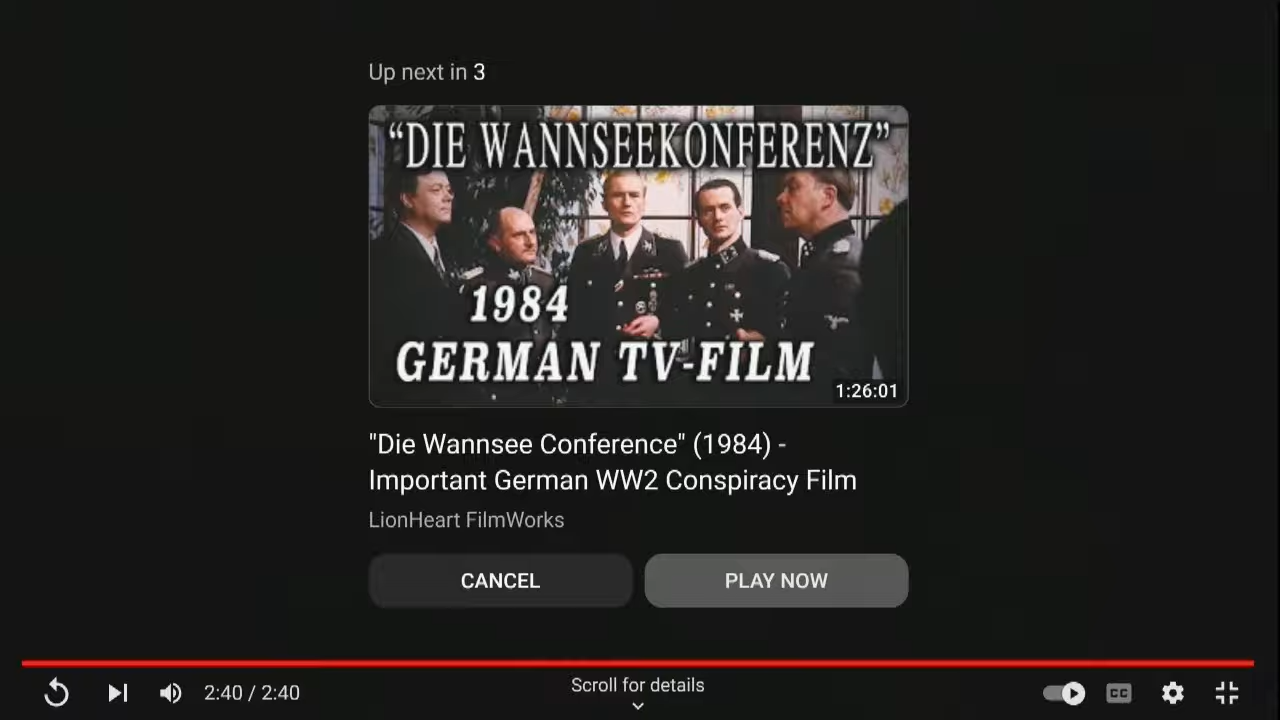 Up next in 3
“DIE WANNSEEKONFERENZ”
1984
GERMAN TV-FILM
1:26:01
"Die Wannsee Conference" (1984) -
Important German WW2 Conspiracy Film
LionHeart FilmWorks
CANCEL
PLAY NOW
2:40 / 2:40
Scroll for details
CC